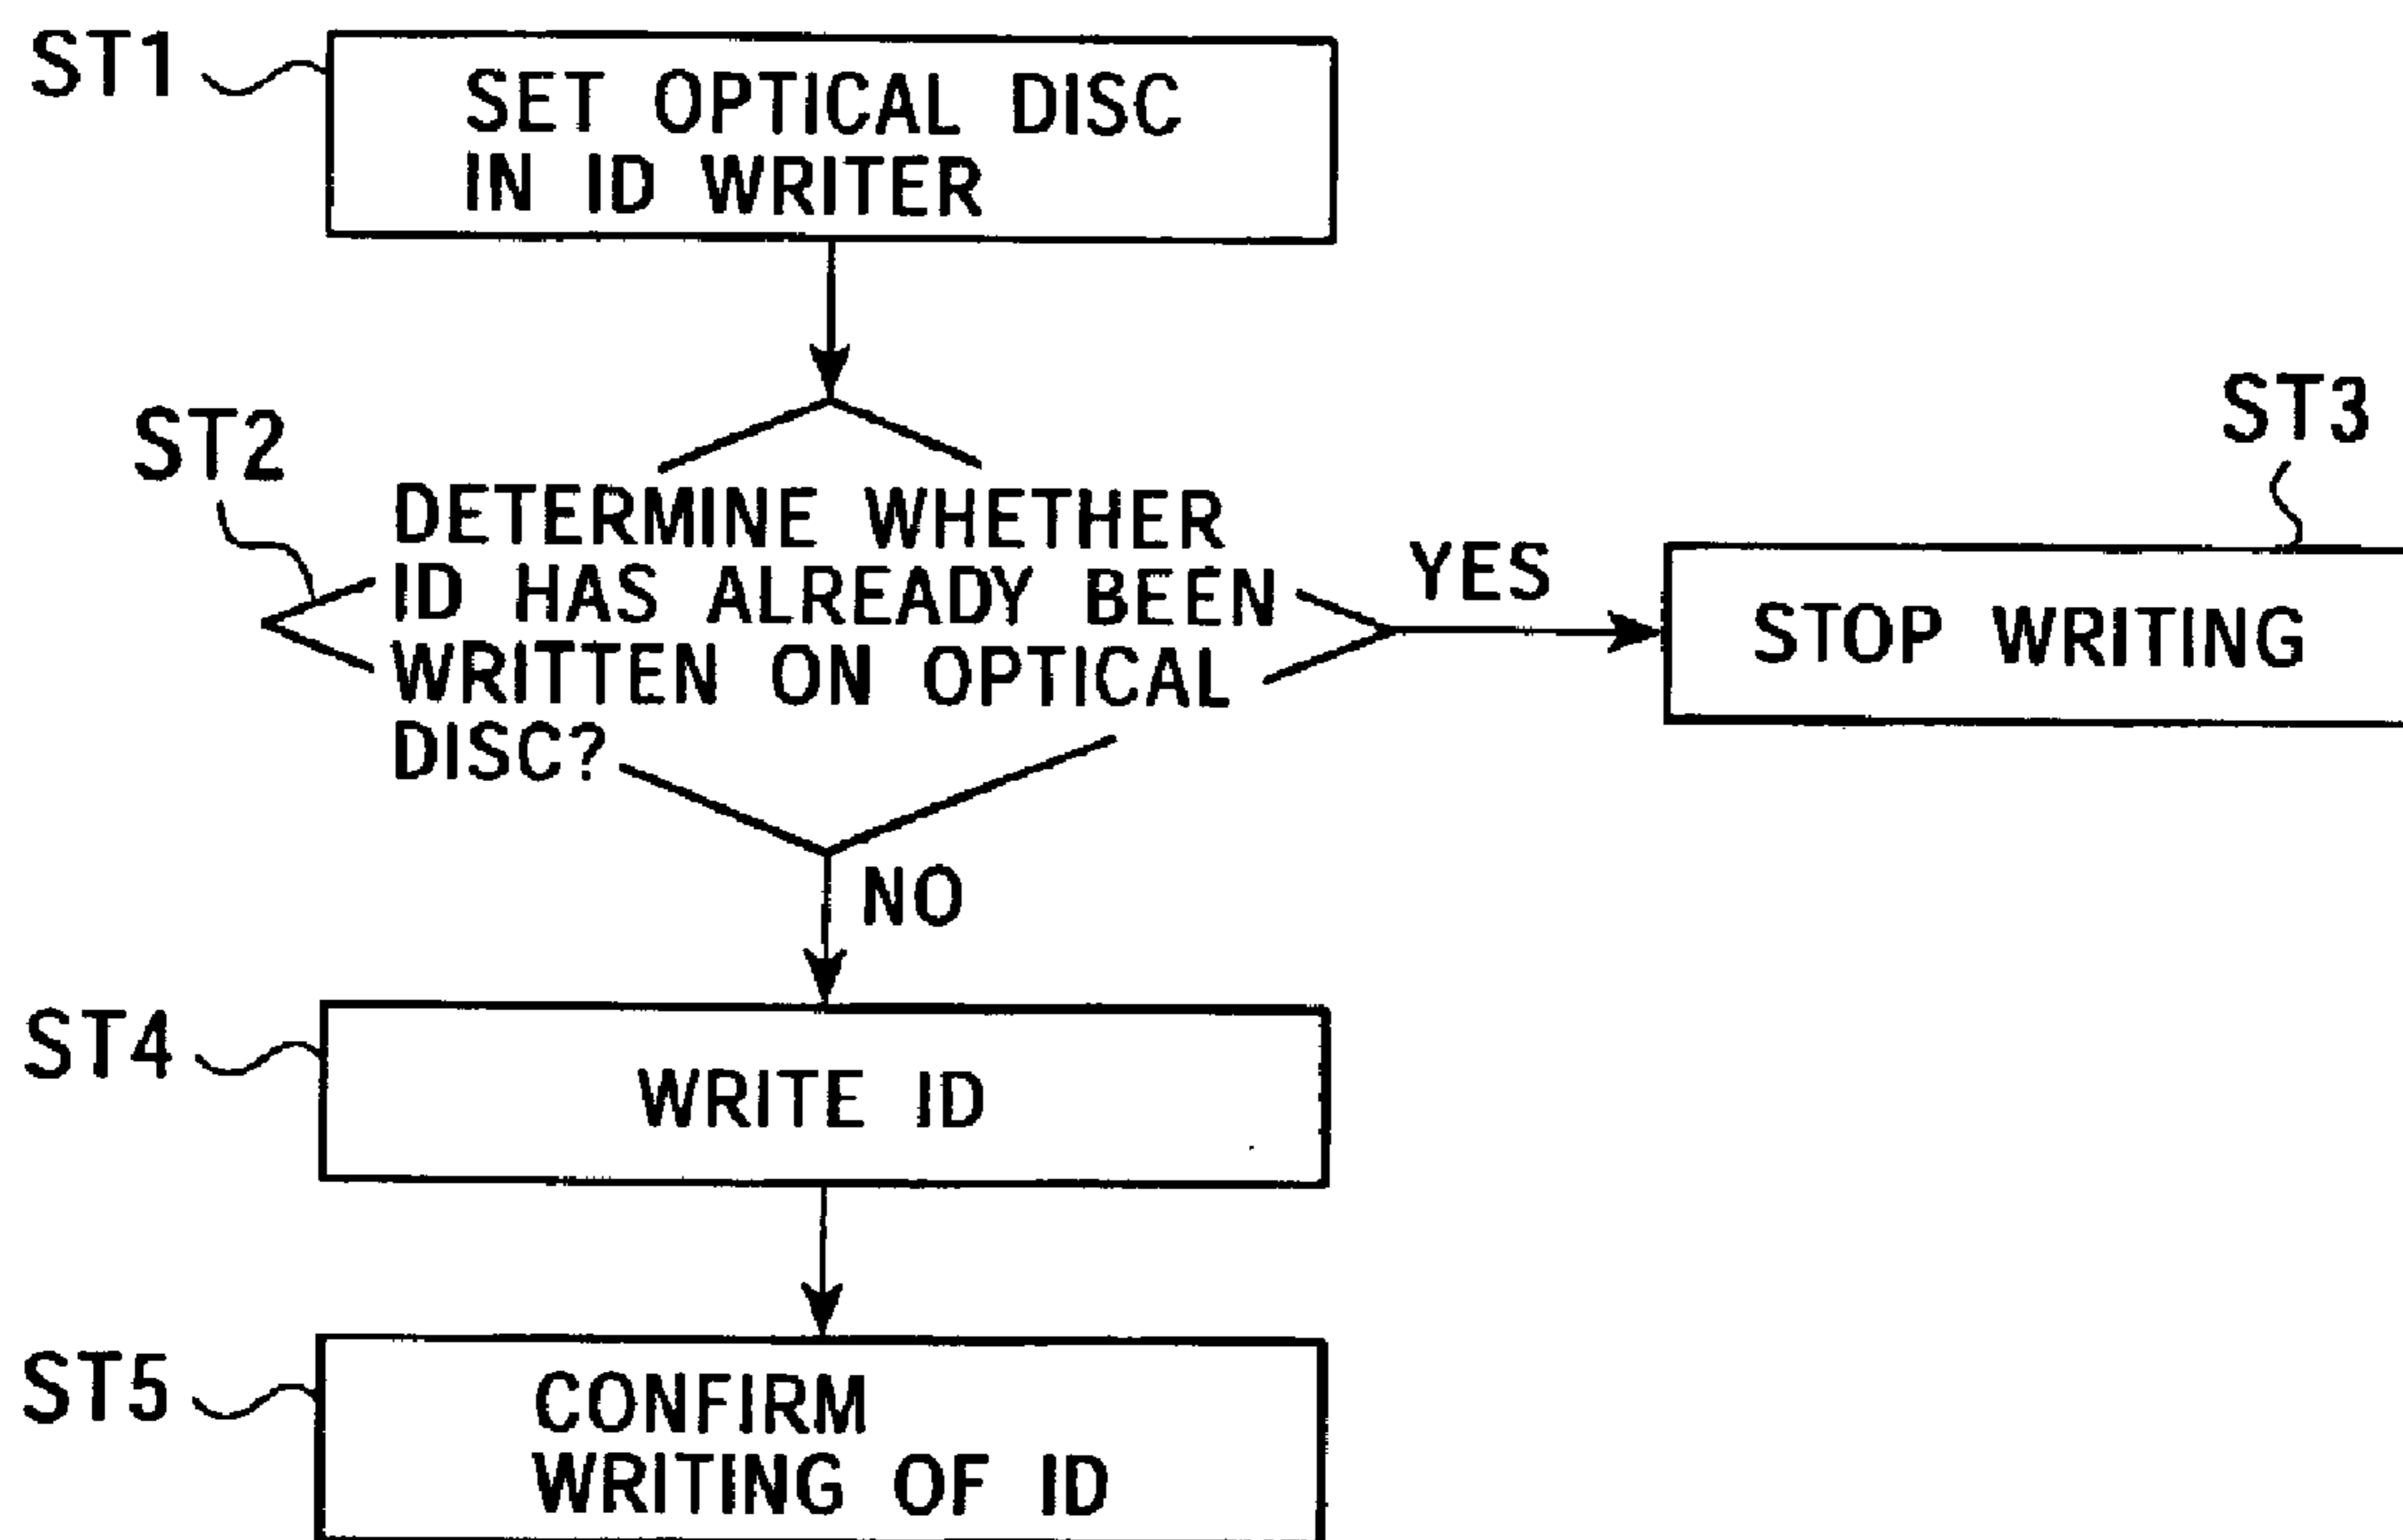 ST1
SET OPTICAL DISC
IN ID WRITER
ST2
DETERMINE WHETHER
ID HAS ALREADY BEEN
WRITTEN ON OPTICAL
DISC?
YES
ST3
STOP WRITING
NO
ST4
WRITE ID
ST5
CONFIRM
WRITING OF ID